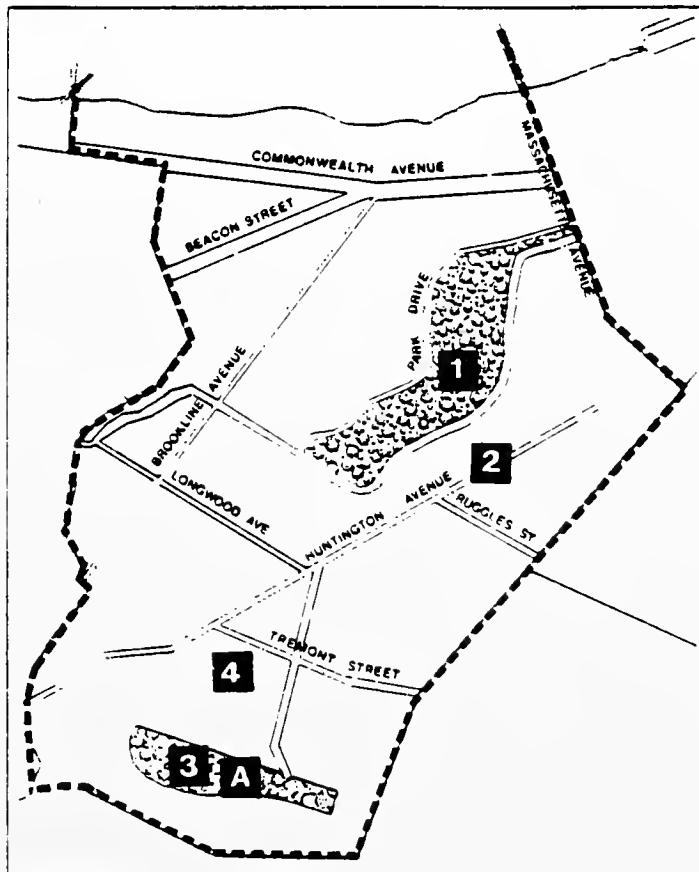 MASSACHUSETTS AVENUE
COMMONWEALTH AVENUE
BEACON STREET
PARK DRIVE
1
BROOKLINE AVENUE
2
LONGWOOD AVE
HUNTINGTON AVENUE
RUGGLES ST
TREMONT STREET
4
3 A